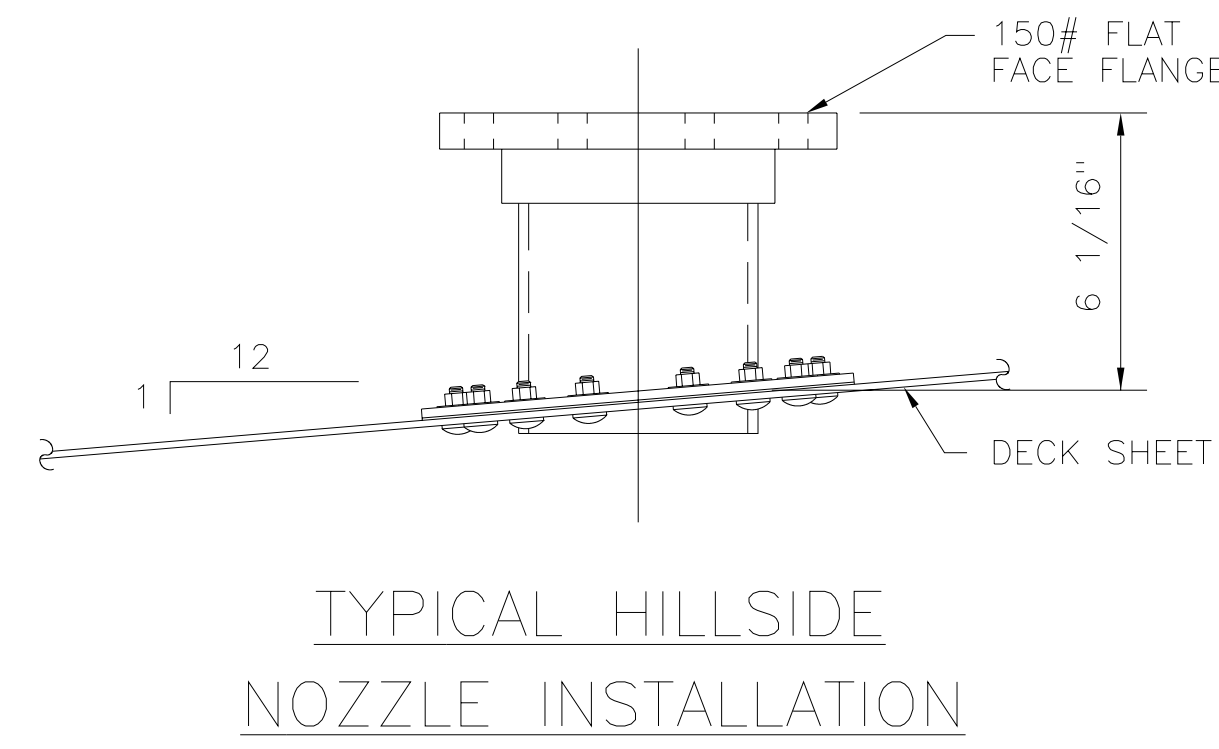 150# FLAT
FACE FLANGE
6 1/16"
12
1
DECK SHEET
TYPICAL HILLSIDE
NOZZLE INSTALLATION